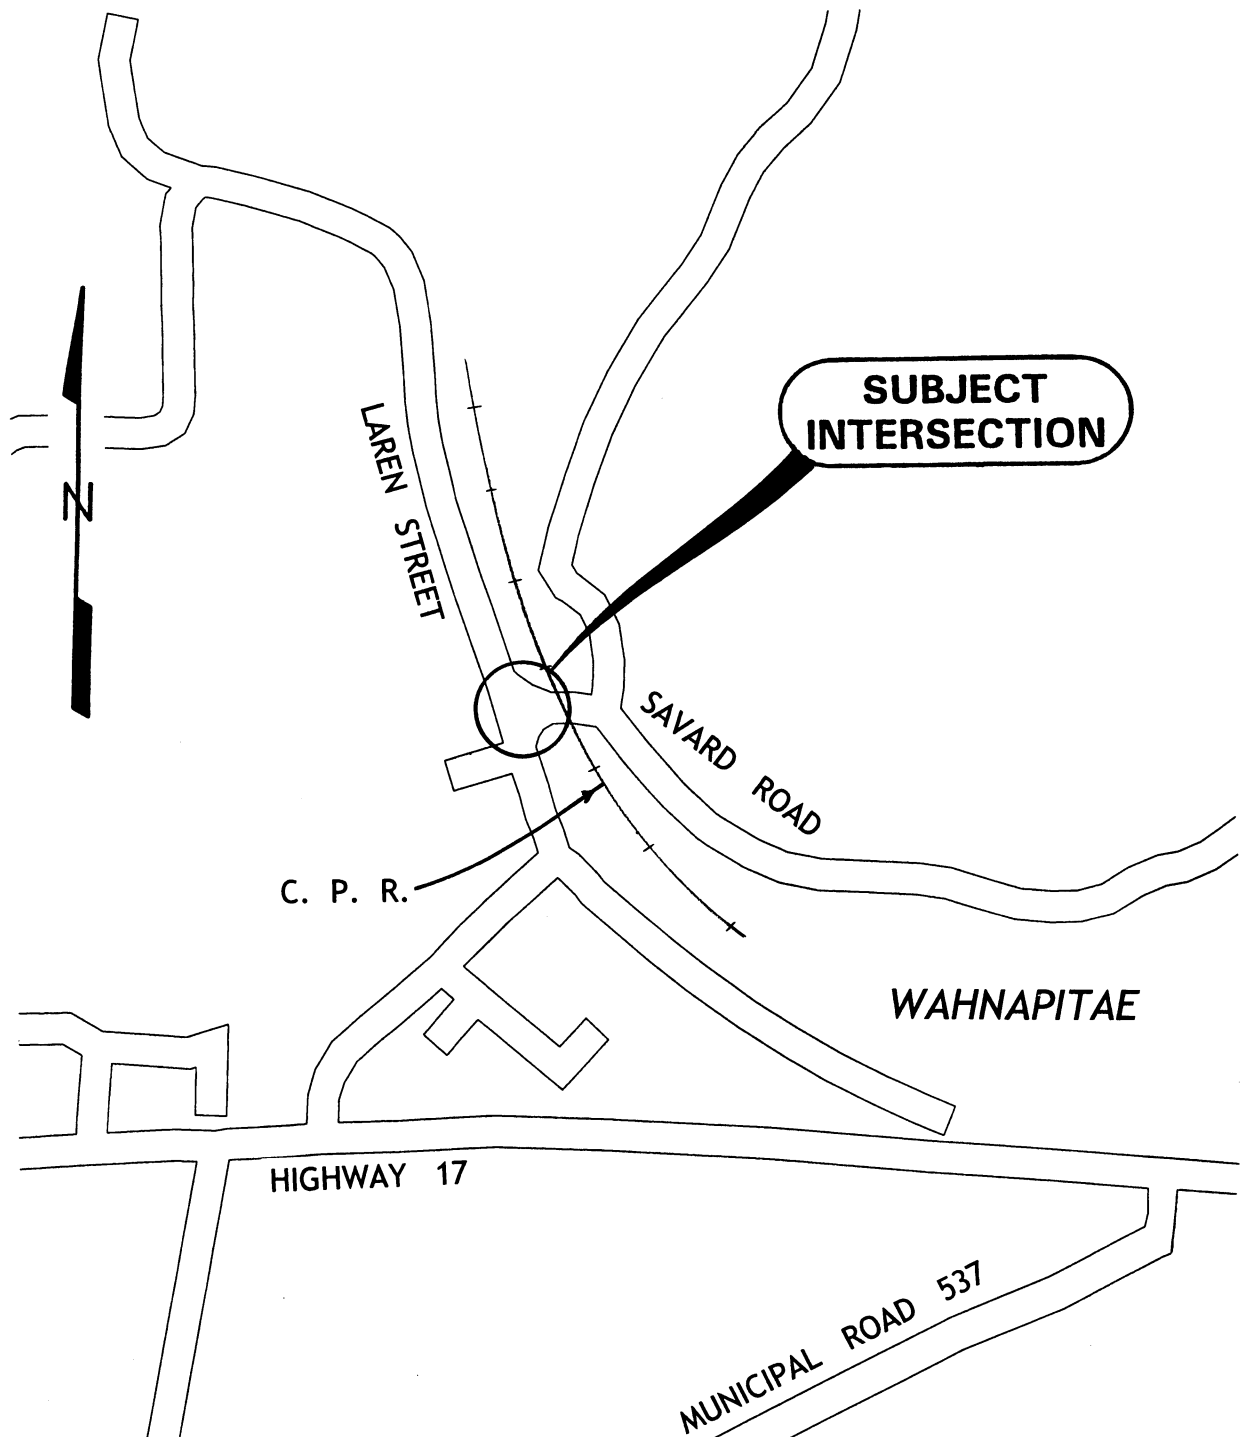 SUBJECT
INTERSECTION
LAREN STREET
N
SAVARD ROAD
C. P. R.
WAHNAPITAE
HIGHWAY 17
MUNICIPAL ROAD 537